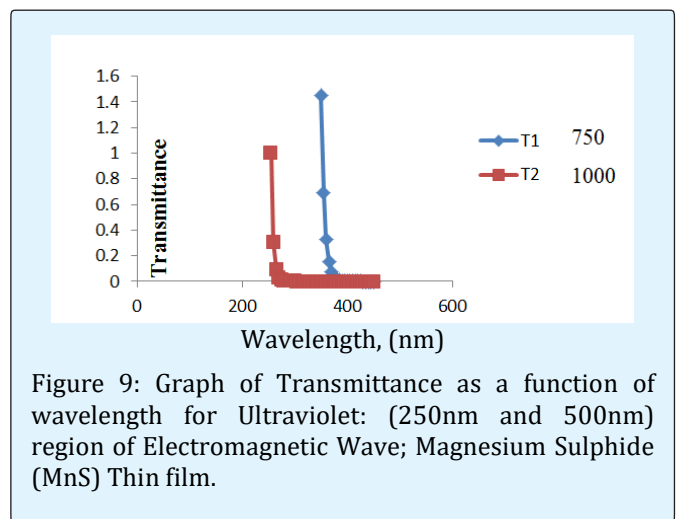 1.6
1.4
1.2
1
0.8
0.6
0.4
0.2
0
Transmittance
T1 750
T2 1000
0 200 400 600
Wavelength, (nm)
Figure 9: Graph of Transmittance as a function of
wavelength for Ultraviolet: (250nm and 500nm)
region of Electromagnetic Wave; Magnesium Sulphide
(MnS) Thin film.